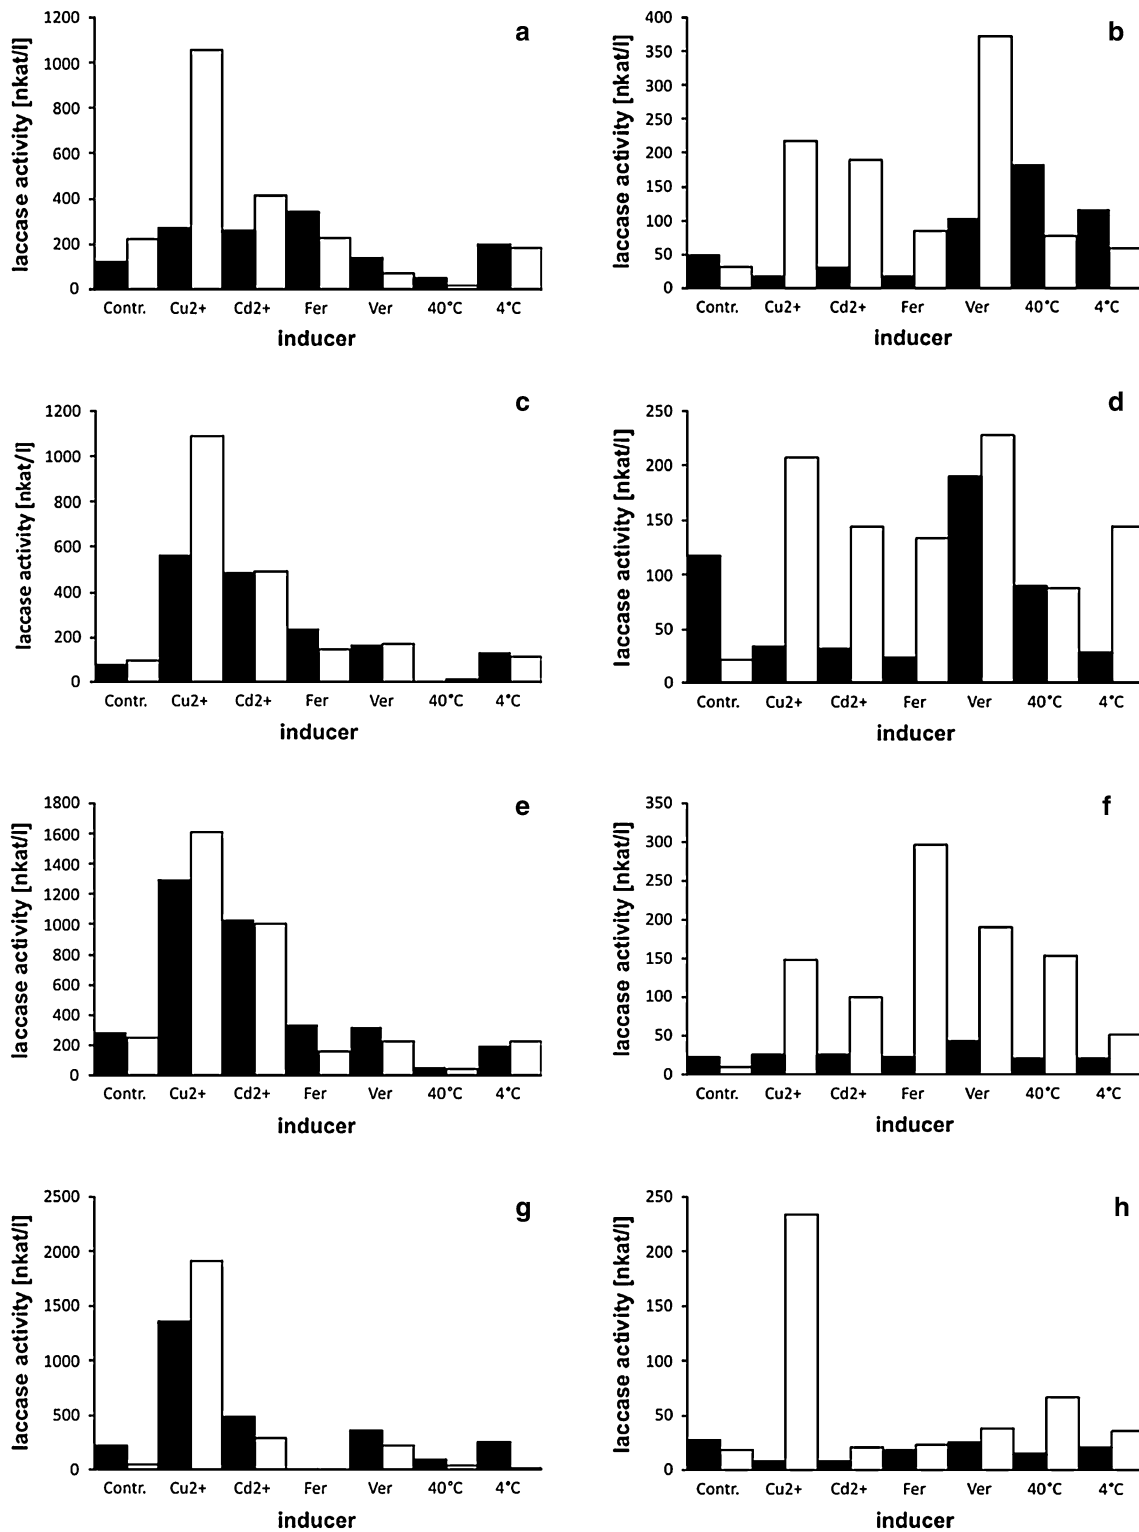 a
laccase activity [nkat/l]
1200
1000
800
600
400
200
0
Contr. Cu2+ Cd2+ Fer Ver 40°C 4°C
inducer
b
laccase activity [nkat/l]
400
350
300
250
200
150
100
50
0
Contr. Cu2+ Cd2+ Fer Ver 40°C 4°C
inducer
c
laccase activity [nkat/l]
1200
1000
800
600
400
200
0
Contr. Cu2+ Cd2+ Fer Ver 40°C 4°C
inducer
d
laccase activity [nkat/l]
250
200
150
100
50
0
Contr. Cu2+ Cd2+ Fer Ver 40°C 4°C
inducer
e
laccase activity [nkat/l]
1800
1600
1400
1200
1000
800
600
400
200
0
Contr. Cu2+ Cd2+ Fer Ver 40°C 4°C
inducer
f
laccase activity [nkat/l]
350
300
250
200
150
100
50
0
Contr. Cu2+ Cd2+ Fer Ver 40°C 4°C
inducer
g
laccase activity [nkat/l]
2500
2000
1500
1000
500
0
Contr. Cu2+ Cd2+ Fer Ver 40°C 4°C
inducer
h
laccase activity [nkat/l]
250
200
150
100
50
0
Contr. Cu2+ Cd2+ Fer Ver 40°C 4°C
inducer